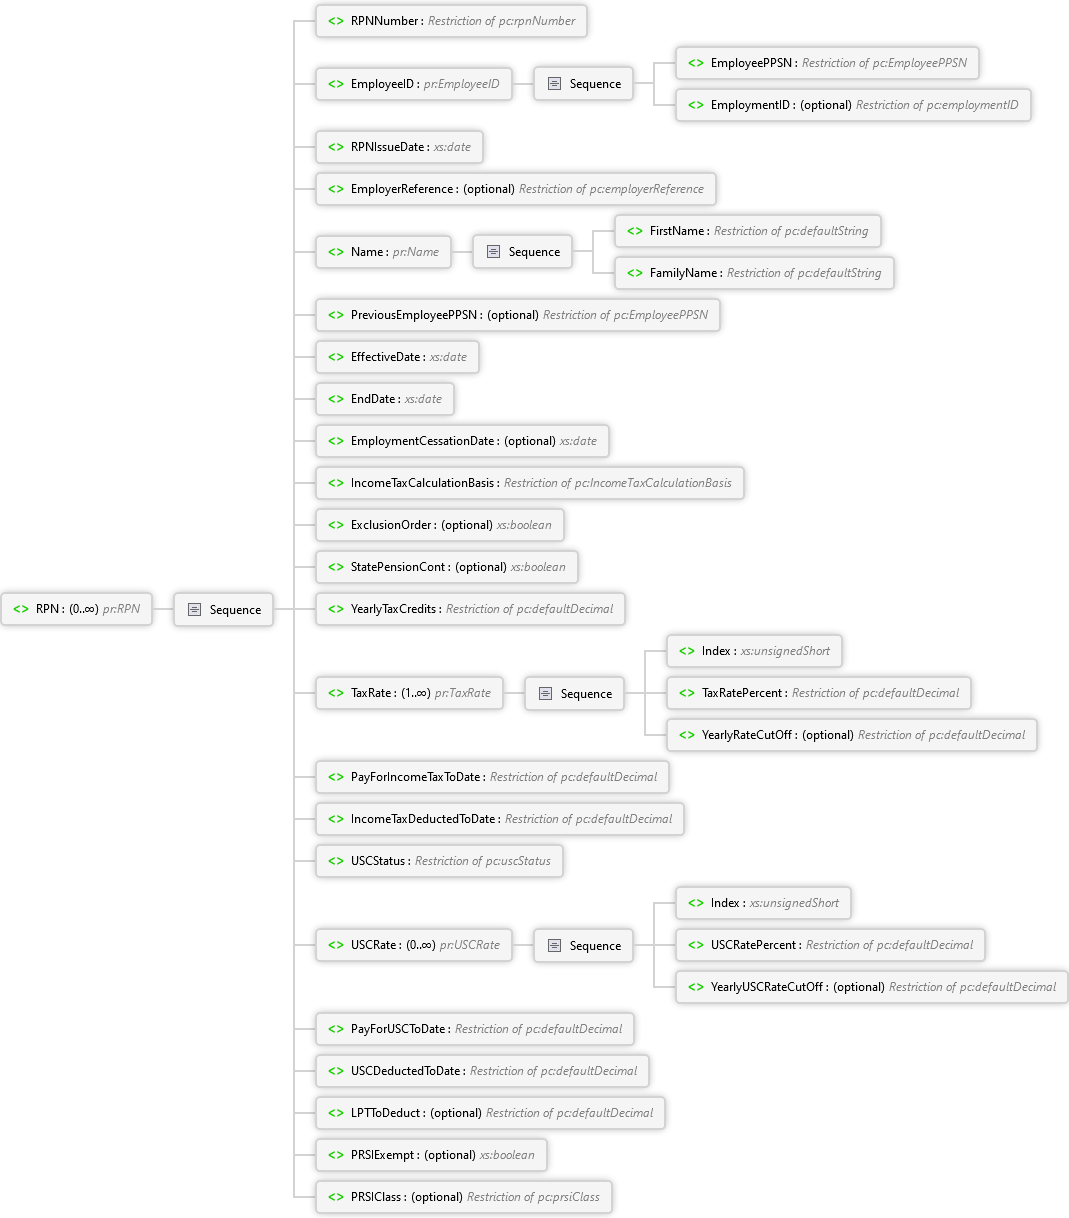 <> RPNNumber : Restriction of pc:rpnNumber
<> EmployeePPSN : Restriction of pc:EmployeePPSN
<> EmployeeID : pr:EmployeeID
Sequence
<> EmploymentID : (optional) Restriction of pc:employmentID
<> RPNIssueDate : xs:date
<> EmployerReference : (optional) Restriction of pc:employerReference
<> FirstName : Restriction of pc:defaultString
<> Name : pr:Name
Sequence
<> FamilyName : Restriction of pc:defaultString
<> PreviousEmployeePPSN : (optional) Restriction of pc:EmployeePPSN
<> EffectiveDate : xs:date
<> EndDate : xs:date
<> EmploymentCessationDate : (optional) xs:date
<> IncomeTaxCalculationBasis : Restriction of pc:IncomeTaxCalculationBasis
<> ExclusionOrder : (optional) xs:boolean
<> StatePensionCont : (optional) xs:boolean
<> RPN : (0..∞) pr:RPN
Sequence
<> YearlyTaxCredits : Restriction of pc:defaultDecimal
<> Index : xs:unsignedShort
<> TaxRate : (1..∞) pr:TaxRate
Sequence
<> TaxRatePercent : Restriction of pc:defaultDecimal
<> YearlyRateCutOff : (optional) Restriction of pc:defaultDecimal
<> PayForIncomeTaxToDate : Restriction of pc:defaultDecimal
<> IncomeTaxDeductedToDate : Restriction of pc:defaultDecimal
<> USCStatus : Restriction of pc:uscStatus
<> Index : xs:unsignedShort
<> USCRate : (0..∞) pr:USCRate
Sequence
<> USCRatePercent : Restriction of pc:defaultDecimal
<> YearlyUSCRateCutOff : (optional) Restriction of pc:defaultDecimal
<> PayForUSCToDate : Restriction of pc:defaultDecimal
<> USCDeductedToDate : Restriction of pc:defaultDecimal
<> LPTToDeduct : (optional) Restriction of pc:defaultDecimal
<> PRSIExempt : (optional) xs:boolean
<> PRSIClass : (optional) Restriction of pc:prsiClass